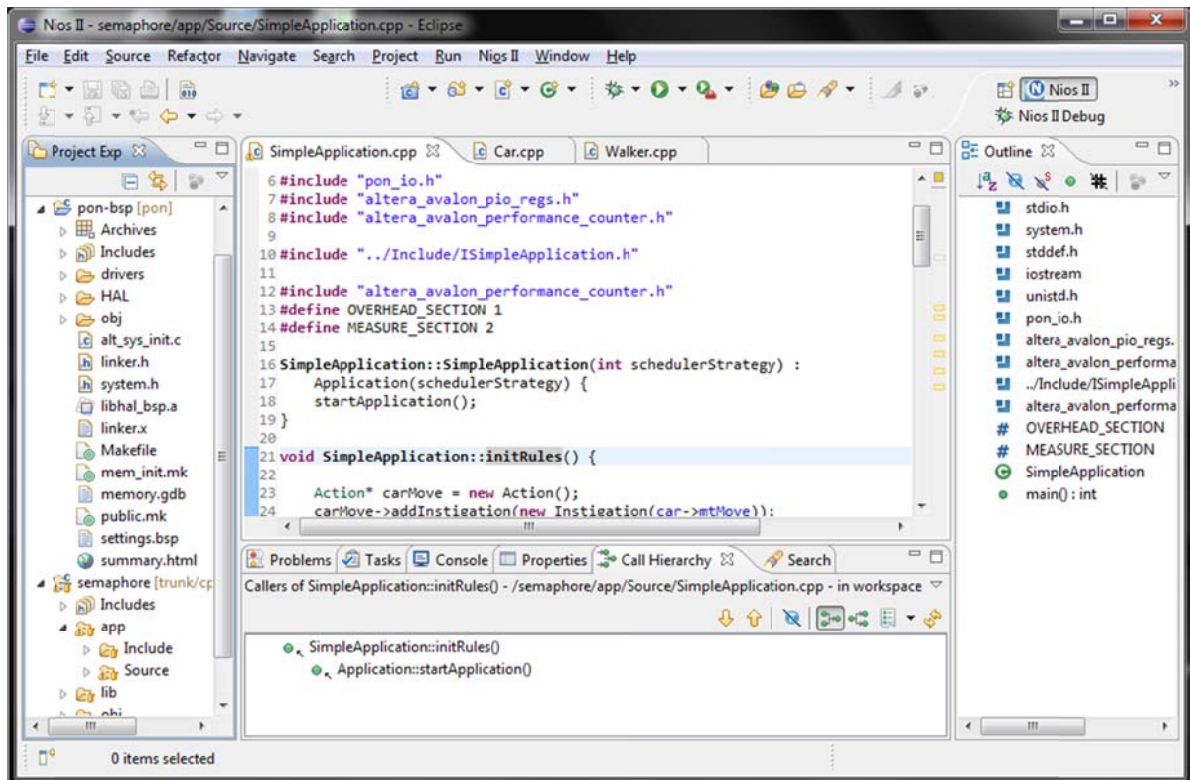 Nios II - semaphore/app/Source/SimpleApplication.cpp - Eclipse
File Edit Source Refactor Navigate Search Project Run Nios II Window Help
Nios II
Nios II Debug
Project Exp
pon-bsp [pon]
Archives
Includes
drivers
HAL
obj
alt_sys_init.c
linker.h
system.h
libhal_bsp.a
linker.x
Makefile
mem_init.mk
memory.gdb
public.mk
settings.bsp
summary.html
semaphore [trunk/cp
Includes
app
Include
Source
lib
obj
SimpleApplication.cpp Car.cpp Walker.cpp
6 #include "pon_io.h"
7 #include "altera_avalon_pio_regs.h"
8 #include "altera_avalon_performance_counter.h"
9
10 #include "../Include/ISimpleApplication.h"
11
12 #include "altera_avalon_performance_counter.h"
13 #define OVERHEAD_SECTION 1
14 #define MEASURE_SECTION 2
15
16 SimpleApplication::SimpleApplication(int schedulerStrategy) :
17 Application(schedulerStrategy) {
18 startApplication();
19 }
20
21 void SimpleApplication::initRules() {
22
23 Action* carMove = new Action();
24 carMove->addInstigation(new Instigation(car->mtMove));
Problems Tasks Console Properties Call Hierarchy Search
Callers of SimpleApplication::initRules() - /semaphore/app/Source/SimpleApplication.cpp - in workspace
SimpleApplication::initRules()
Application::startApplication()
Outline
stdio.h
system.h
stddef.h
iostream
unistd.h
pon_io.h
altera_avalon_pio_regs.
altera_avalon_performa
../Include/ISimpleAppli
altera_avalon_performa
OVERHEAD_SECTION
MEASURE_SECTION
SimpleApplication
main() : int
0 items selected